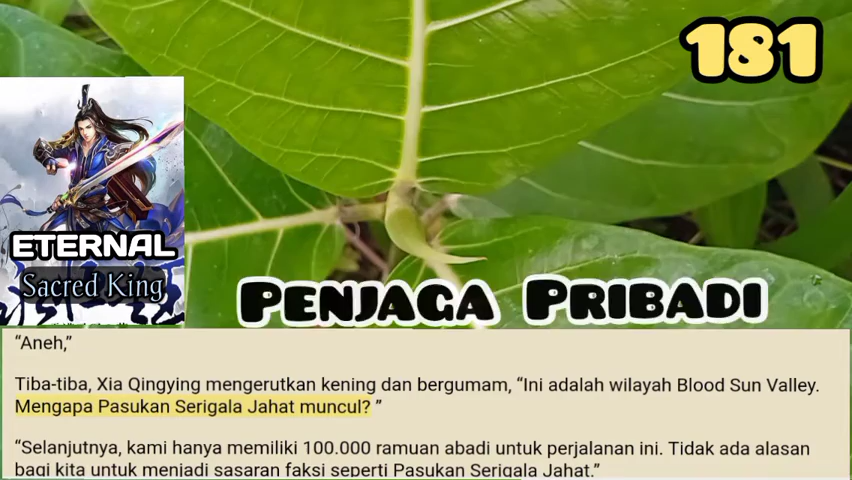 181
ETERNAL
Sacred King
PENJAGA PRIBADI
“Aneh,”
Tiba-tiba, Xia Qingying mengerutkan kening dan bergumam, “Ini adalah wilayah Blood Sun Valley.
Mengapa Pasukan Serigala Jahat muncul? ”
“Selanjutnya, kami hanya memiliki 100.000 ramuan abadi untuk perjalanan ini. Tidak ada alasan
bagi kita untuk menjadi sasaran faksi seperti Pasukan Serigala Jahat.”